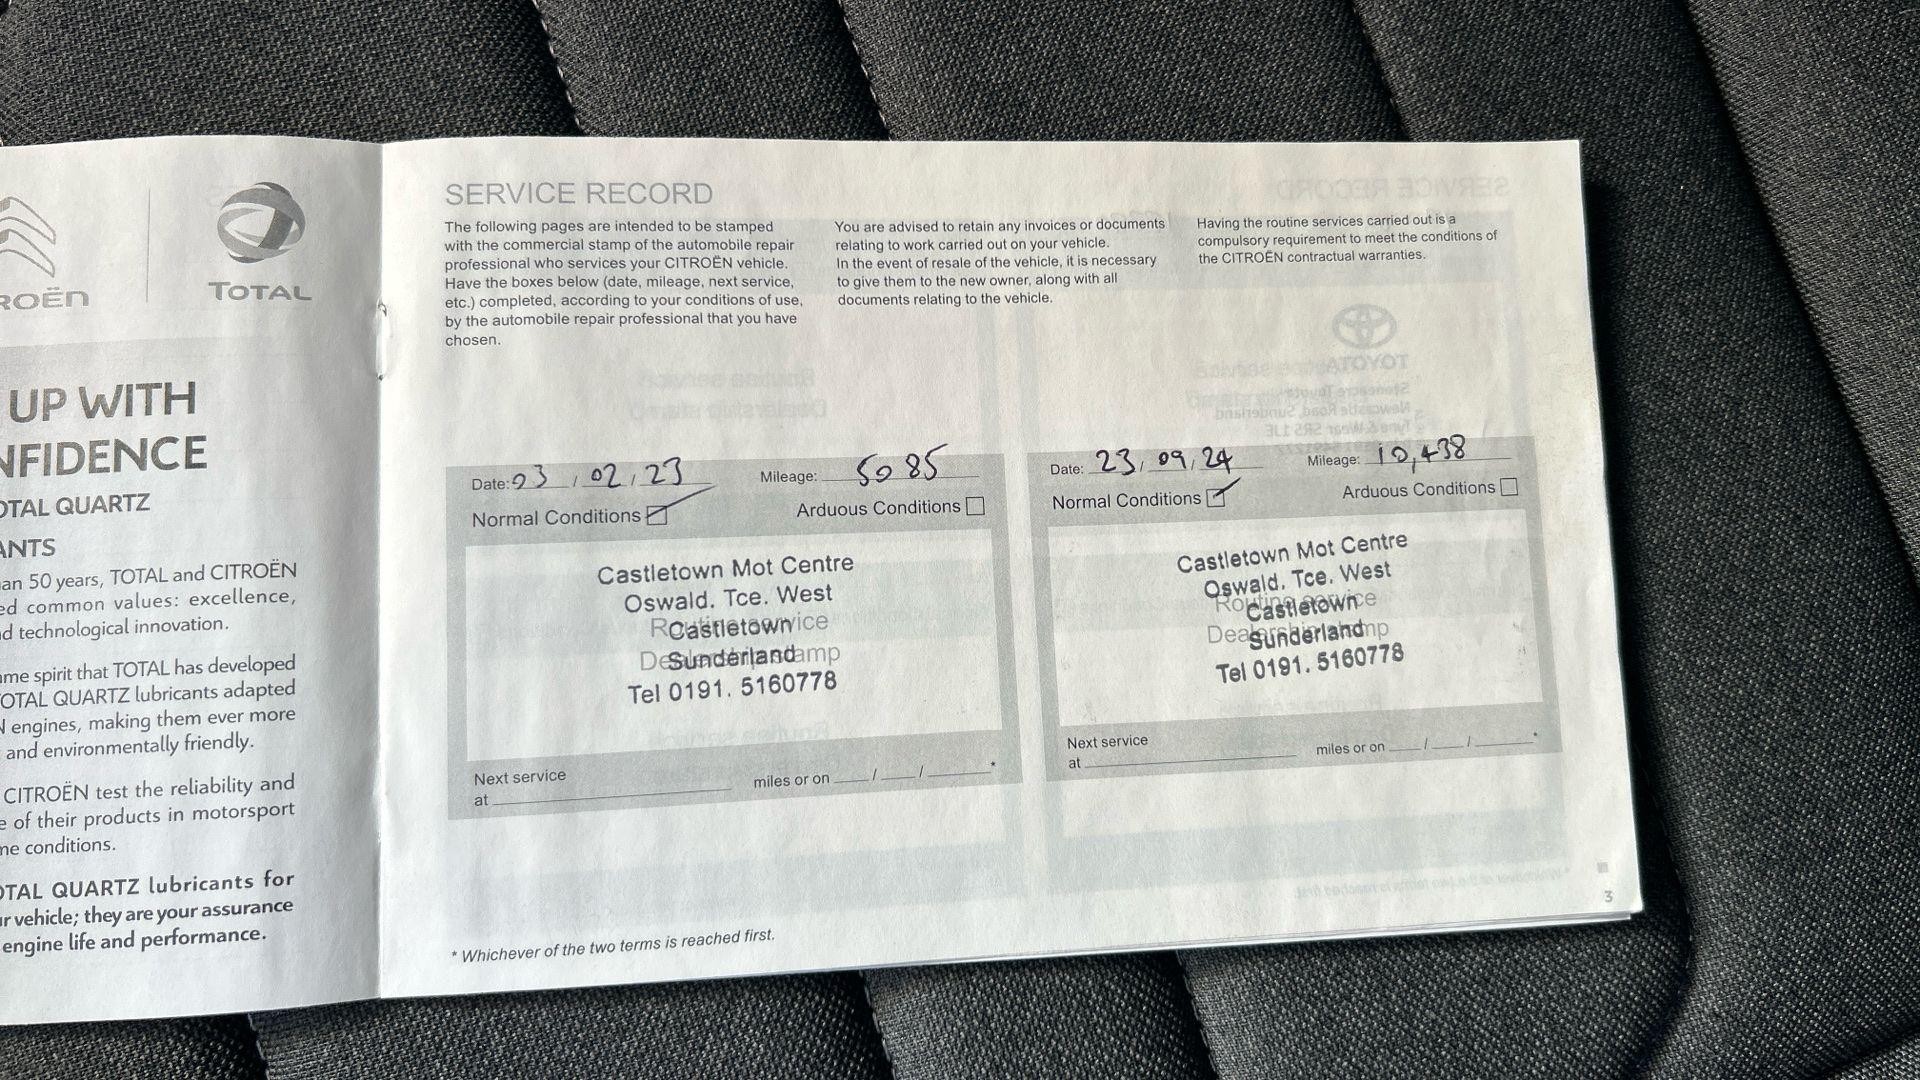 ROËN
TOTAL
UP WITH
NFIDENCE
OTAL QUARTZ
ANTS
an 50 years, TOTAL and CITROËN
ed common values: excellence,
d technological innovation.
ame spirit that TOTAL has developed
OTAL QUARTZ lubricants adapted
N engines, making them ever more
and environmentally friendly.
CITROËN test the reliability and
e of their products in motorsport
me conditions.
OTAL QUARTZ lubricants for
ur vehicle; they are your assurance
engine life and performance.
SERVICE RECORD
The following pages are intended to be stamped
with the commercial stamp of the automobile repair
professional who services your CITROËN vehicle.
Have the boxes below (date, mileage, next service,
etc.) completed, according to your conditions of use,
by the automobile repair professional that you have
chosen.
You are advised to retain any invoices or documents
relating to work carried out on your vehicle.
In the event of resale of the vehicle, it is necessary
to give them to the new owner, along with all
documents relating to the vehicle.
Having the routine services carried out is a
compulsory requirement to meet the conditions of
the CITROËN contractual warranties.
Date: 03 / 02 / 23 Mileage: 5085
Normal Conditions Arduous Conditions
Castletown Mot Centre
Oswald. Tce. West
Routine service
Castletown
Dealership stamp
Sunderland
Tel 0191. 5160778
Next service
at miles or on / / *
Date: 23 / 09 / 24 Mileage: 10,438
Normal Conditions Arduous Conditions
Castletown Mot Centre
Oswald. Tce. West
Routine service
Castletown
Dealership stamp
Sunderland
Tel 0191. 5160778
Next service
at miles or on / / *
* Whichever of the two terms is reached first.
3